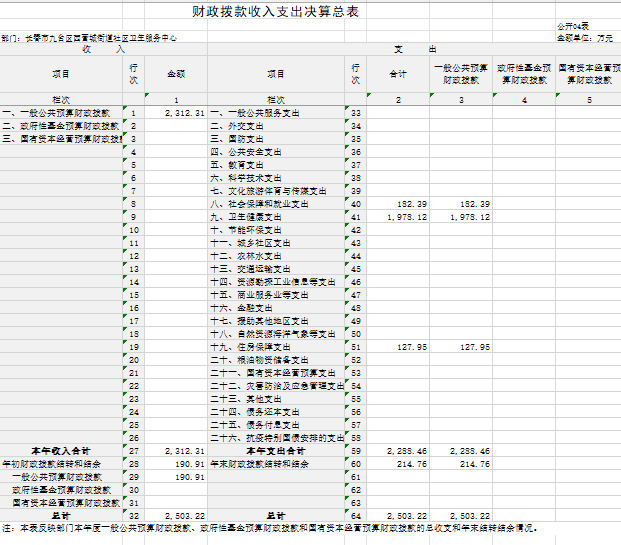 财政拨款收入支出决算总表
公开04表
部门：长春市九台区西营城街道社区卫生服务中心 金额单位：万元
收 入 支 出
项目 行次 金额 项目 行次 合计 一般公共预算财政拨款 政府性基金预算财政拨款 国有资本经营预算财政拨款
栏次 1 栏次 2 3 4 5
一、一般公共预算财政拨款 1 2,312.31 一、一般公共服务支出 33
二、政府性基金预算财政拨款 2 二、外交支出 34
三、国有资本经营预算财政拨 3 三、国防支出 35
4 四、公共安全支出 36
5 五、教育支出 37
6 六、科学技术支出 38
7 七、文化旅游体育与传媒支出 39
8 八、社会保障和就业支出 40 182.39 182.39
9 九、卫生健康支出 41 1,978.12 1,978.12
10 十、节能环保支出 42
11 十一、城乡社区支出 43
12 十二、农林水支出 44
13 十三、交通运输支出 45
14 十四、资源勘探工业信息等支出 46
15 十五、商业服务业等支出 47
16 十六、金融支出 48
17 十七、援助其他地区支出 49
18 十八、自然资源海洋气象等支出 50
19 十九、住房保障支出 51 127.95 127.95
20 二十、粮油物资储备支出 52
21 二十一、国有资本经营预算支出 53
22 二十二、灾害防治及应急管理支出 54
23 二十三、其他支出 55
24 二十四、债务还本支出 56
25 二十五、债务付息支出 57
26 二十六、抗疫特别国债安排的支出 58
本年收入合计 27 2,312.31 本年支出合计 59 2,288.46 2,288.46
年初财政拨款结转和结余 28 190.91 年末财政拨款结转和结余 60 214.76 214.76
一般公共预算财政拨款 29 190.91 61
政府性基金预算财政拨款 30 62
国有资本经营预算财政拨款 31 63
总计 32 2,503.22 总计 64 2,503.22 2,503.22
注：本表反映部门本年度一般公共预算财政拨款、政府性基金预算财政拨款和国有资本经营预算财政拨款的总收支和年末结转结余情况。